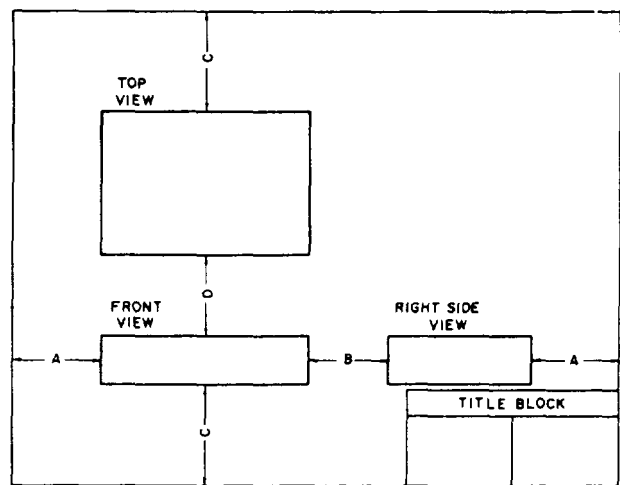 C
TOP
VIEW
D
FRONT
VIEW
RIGHT SIDE
VIEW
A
B
A
C
TITLE BLOCK